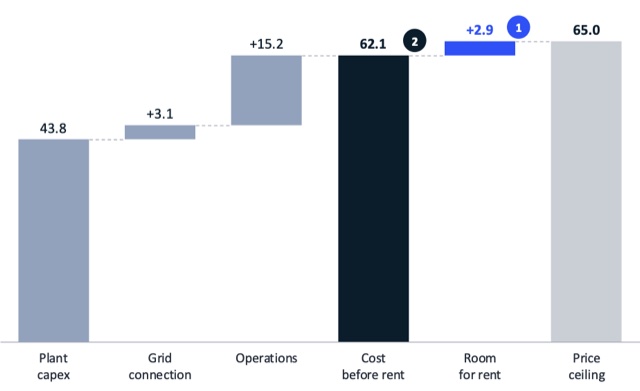 43.8
+3.1
+15.2
62.1
2
+2.9
1
65.0
Plant
capex
Grid
connection
Operations
Cost
before rent
Room
for rent
Price
ceiling